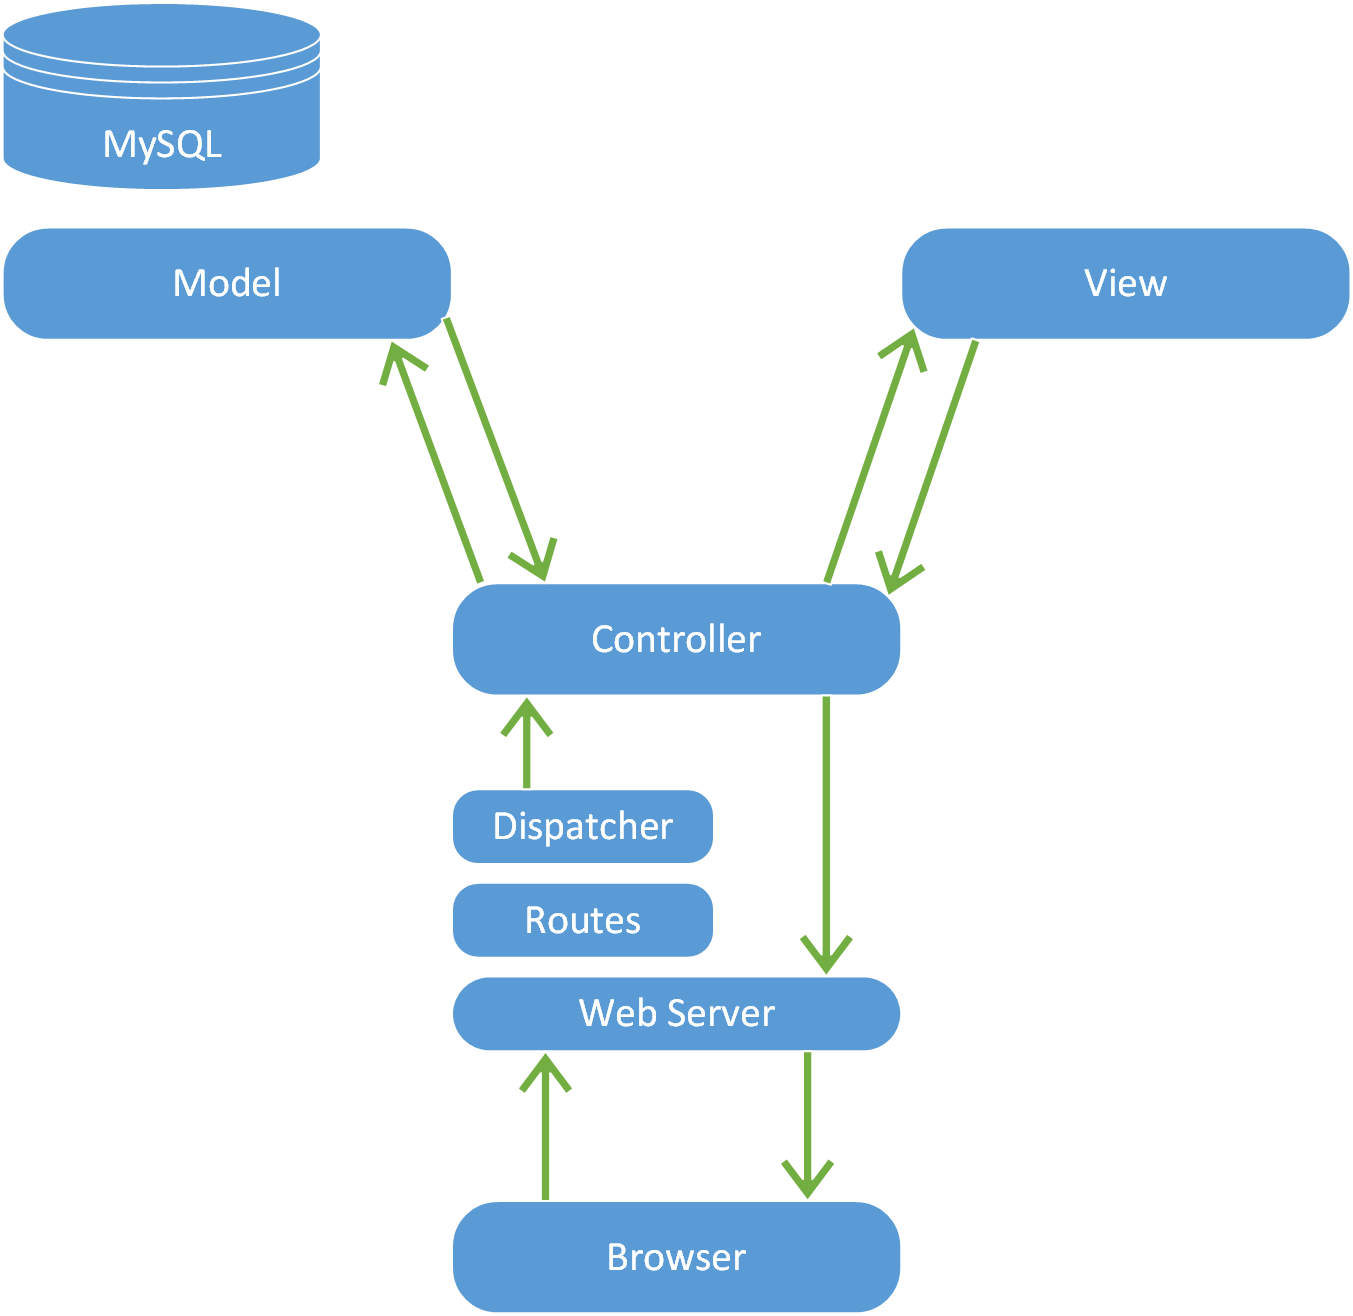 MySQL
Model
View
Controller
Dispatcher
Routes
Web Server
Browser